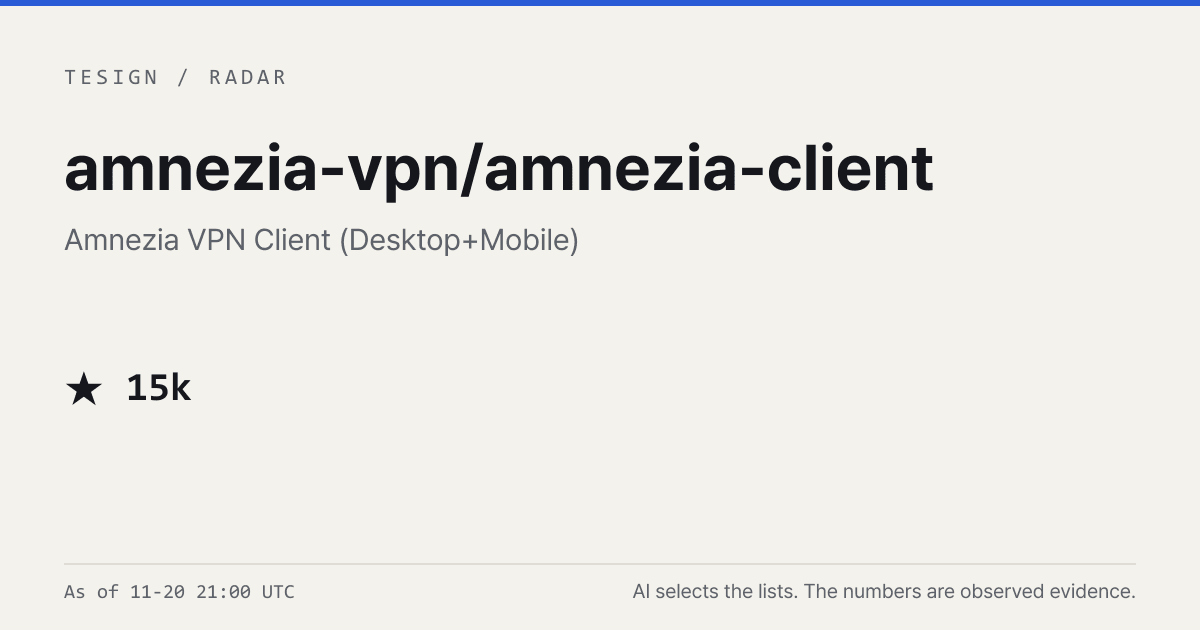 TESIGN / RADAR
amnezia-vpn/amnezia-client
Amnezia VPN Client (Desktop+Mobile)
★ 15k
As of 11-20 21:00 UTC
AI selects the lists. The numbers are observed evidence.